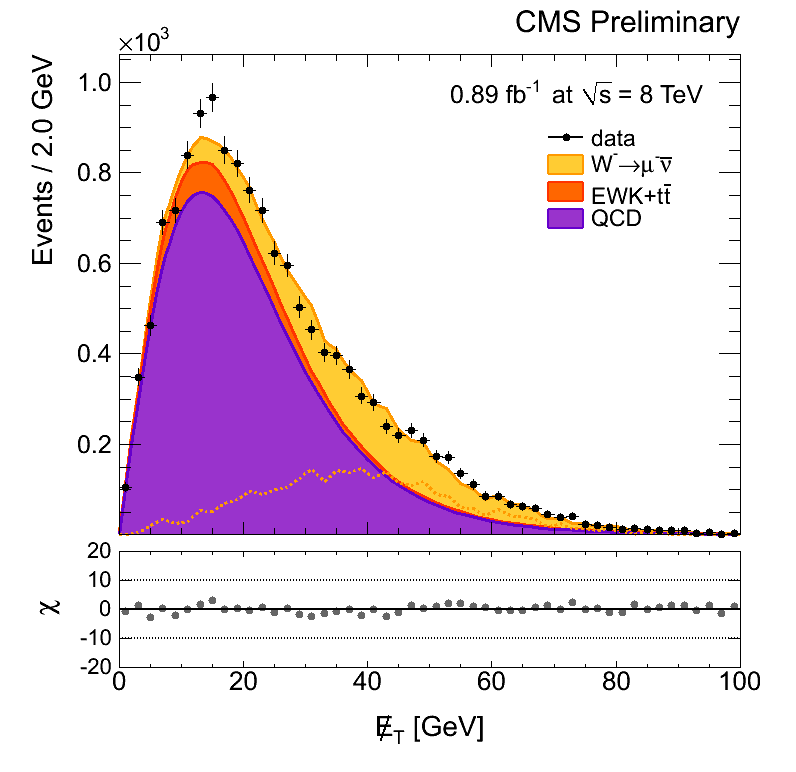 CMS Preliminary
×10³
0.89 fb⁻¹ at √s = 8 TeV
data
W⁻→μ⁻ν̅
EWK+tt̅
QCD
Events / 2.0 GeV
1.0
0.8
0.6
0.4
0.2
χ
20
10
0
-10
-20
0 20 40 60 80 100
E̸T [GeV]